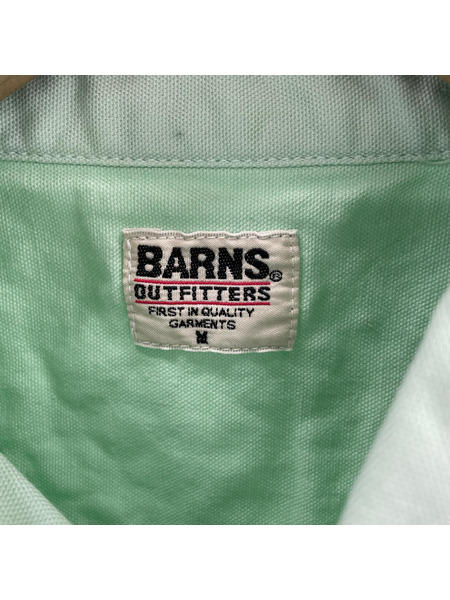 BARNS®
OUTFITTERS
FIRST IN QUALITY
GARMENTS
M